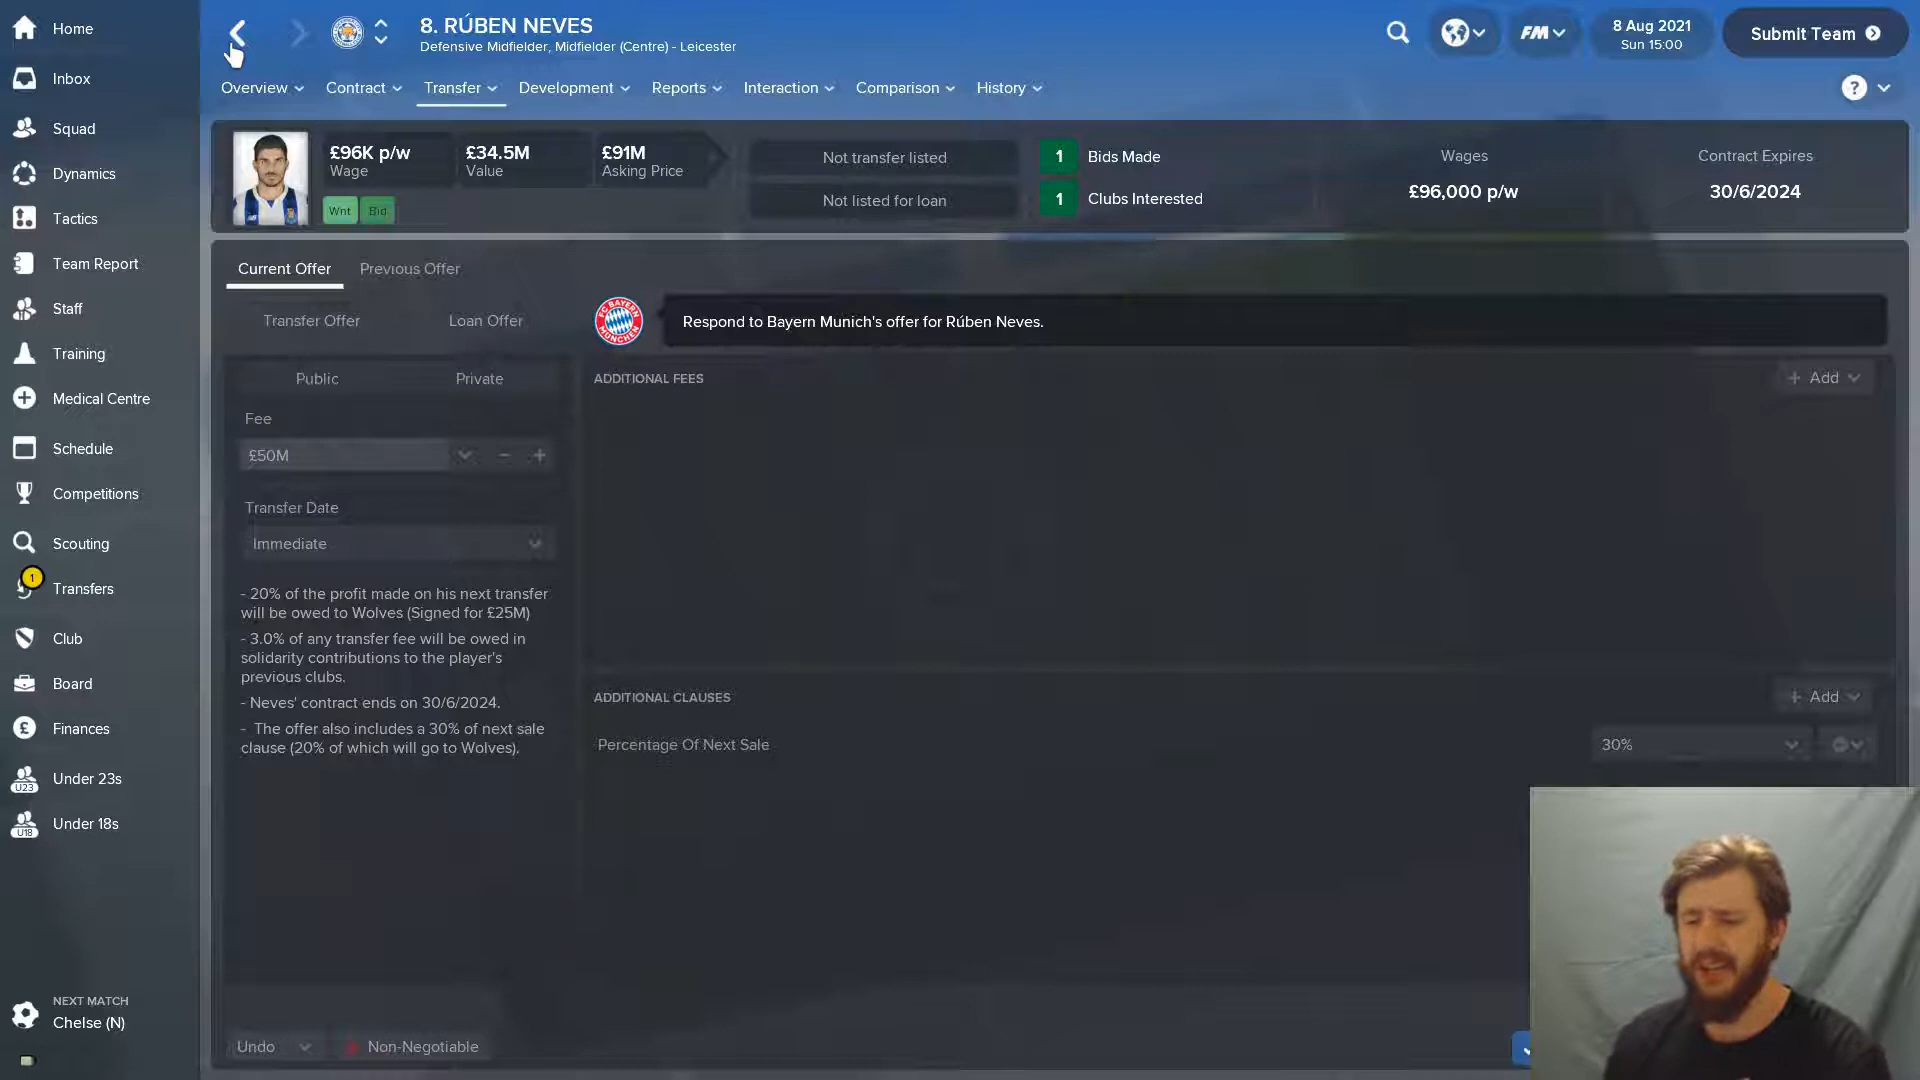 Home
Inbox
Squad
Dynamics
Tactics
Team Report
Staff
Training
Medical Centre
Schedule
Competitions
Scouting
1
Transfers
Club
Board
Finances
U23
Under 23s
U18
Under 18s
NEXT MATCH
Chelse (N)
8. RÚBEN NEVES
Defensive Midfielder, Midfielder (Centre) - Leicester
FM
8 Aug 2021
Sun 15:00
Submit Team
Overview Contract Transfer Development Reports Interaction Comparison History
?
£96K p/w
Wage
£34.5M
Value
£91M
Asking Price
Wnt Bid
Not transfer listed
Not listed for loan
1 Bids Made
1 Clubs Interested
Wages
£96,000 p/w
Contract Expires
30/6/2024
Current Offer Previous Offer
Transfer Offer Loan Offer
FC BAYERN MÜNCHEN
Respond to Bayern Munich's offer for Rúben Neves.
Public Private
Fee
£50M
Transfer Date
Immediate
- 20% of the profit made on his next transfer
will be owed to Wolves (Signed for £25M)
- 3.0% of any transfer fee will be owed in
solidarity contributions to the player's
previous clubs.
- Neves' contract ends on 30/6/2024.
- The offer also includes a 30% of next sale
clause (20% of which will go to Wolves).
ADDITIONAL FEES
+ Add
ADDITIONAL CLAUSES
+ Add
Percentage Of Next Sale
30%
Undo
Non-Negotiable